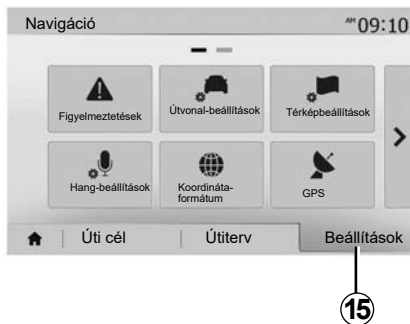 Navigáció
AM 09:10
Figyelmeztetések
Útvonal-beállítások
Térképbeállítások
Hang-beállítások
Koordináta-
formátum
GPS
Úti cél
Útiterv
Beállítások
15